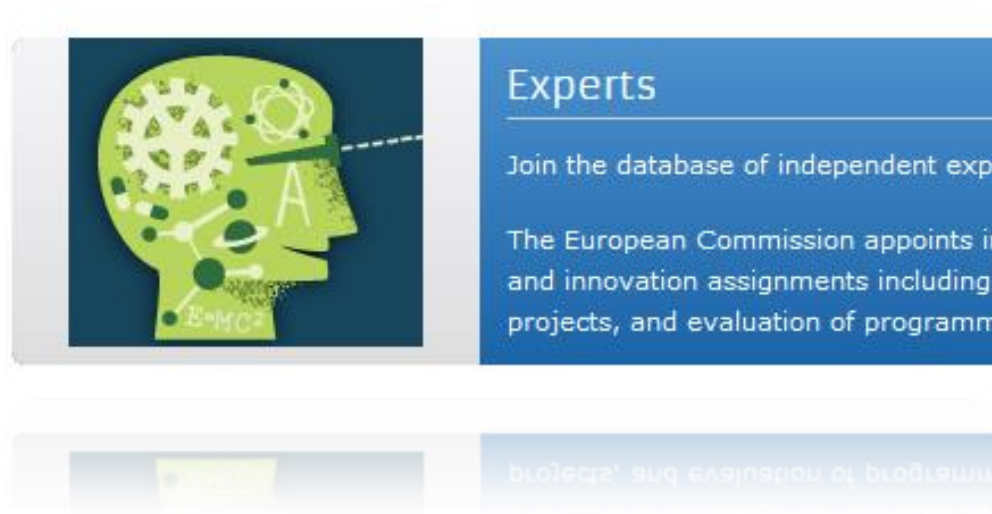 Experts
Join the database of independent exp
The European Commission appoints i
and innovation assignments including
projects, and evaluation of programm
A
E=MC2